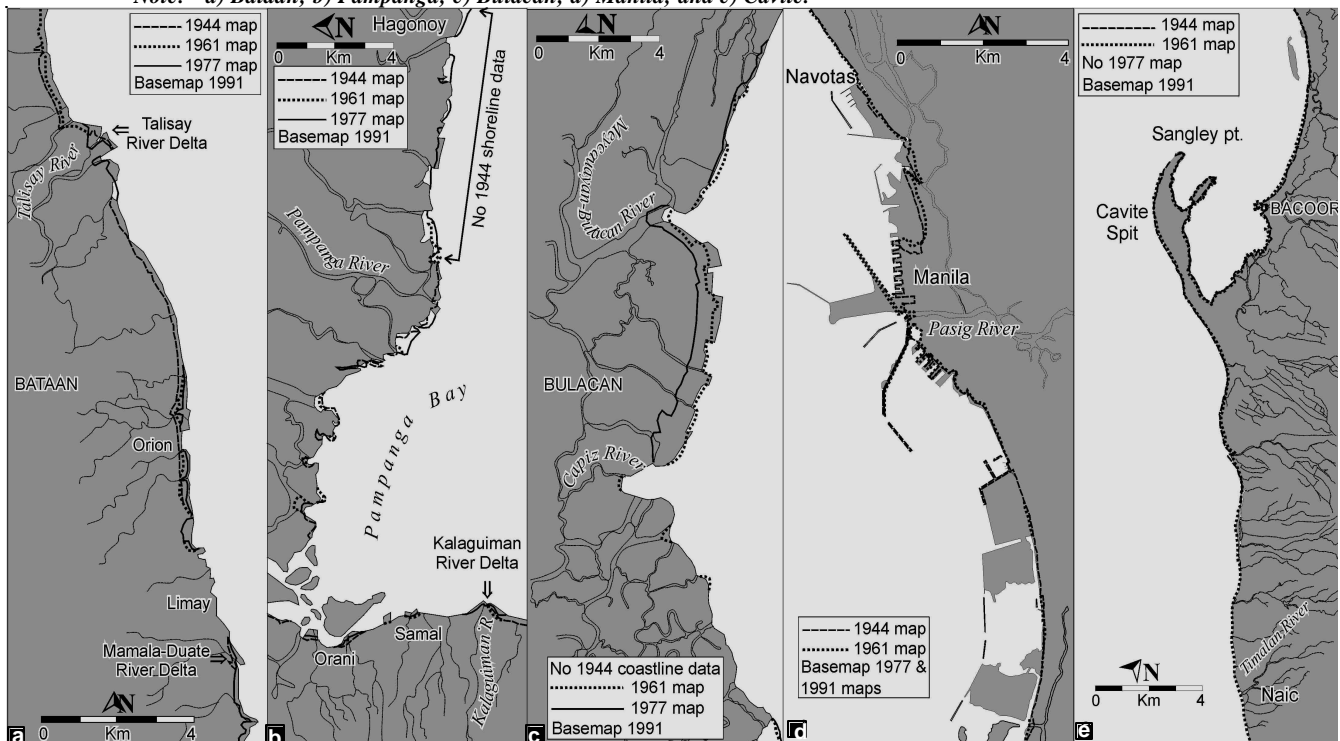 Note: a) Bataan; b) Pampanga; c) Bulacan; d) Manila; and e) Cavite.
1944 map
1961 map
1977 map
Basemap 1991
Talisay
River Delta
Talisay River
BATAAN
Orion
Limay
Mamala-Duate
River Delta
N
0 Km 4
a
Hagonoy
N
0 Km 4
1944 map
1961 map
1977 map
Basemap 1991
No 1944 shoreline data
Pampanga River
Pampanga Bay
Kalaguiman
River Delta
Samal
Orani
Kalaguiman R.
b
N
0 Km 4
Meycauayan-Bulacan River
BULACAN
Capiz River
No 1944 coastline data
1961 map
1977 map
Basemap 1991
c
N
0 Km 4
Navotas
Manila
Pasig River
1944 map
1961 map
Basemap 1977 &
1991 maps
d
1944 map
1961 map
No 1977 map
Basemap 1991
Sangley pt.
Cavite
Spit
BACOOR
Timalan River
Naic
N
0 Km 4
e